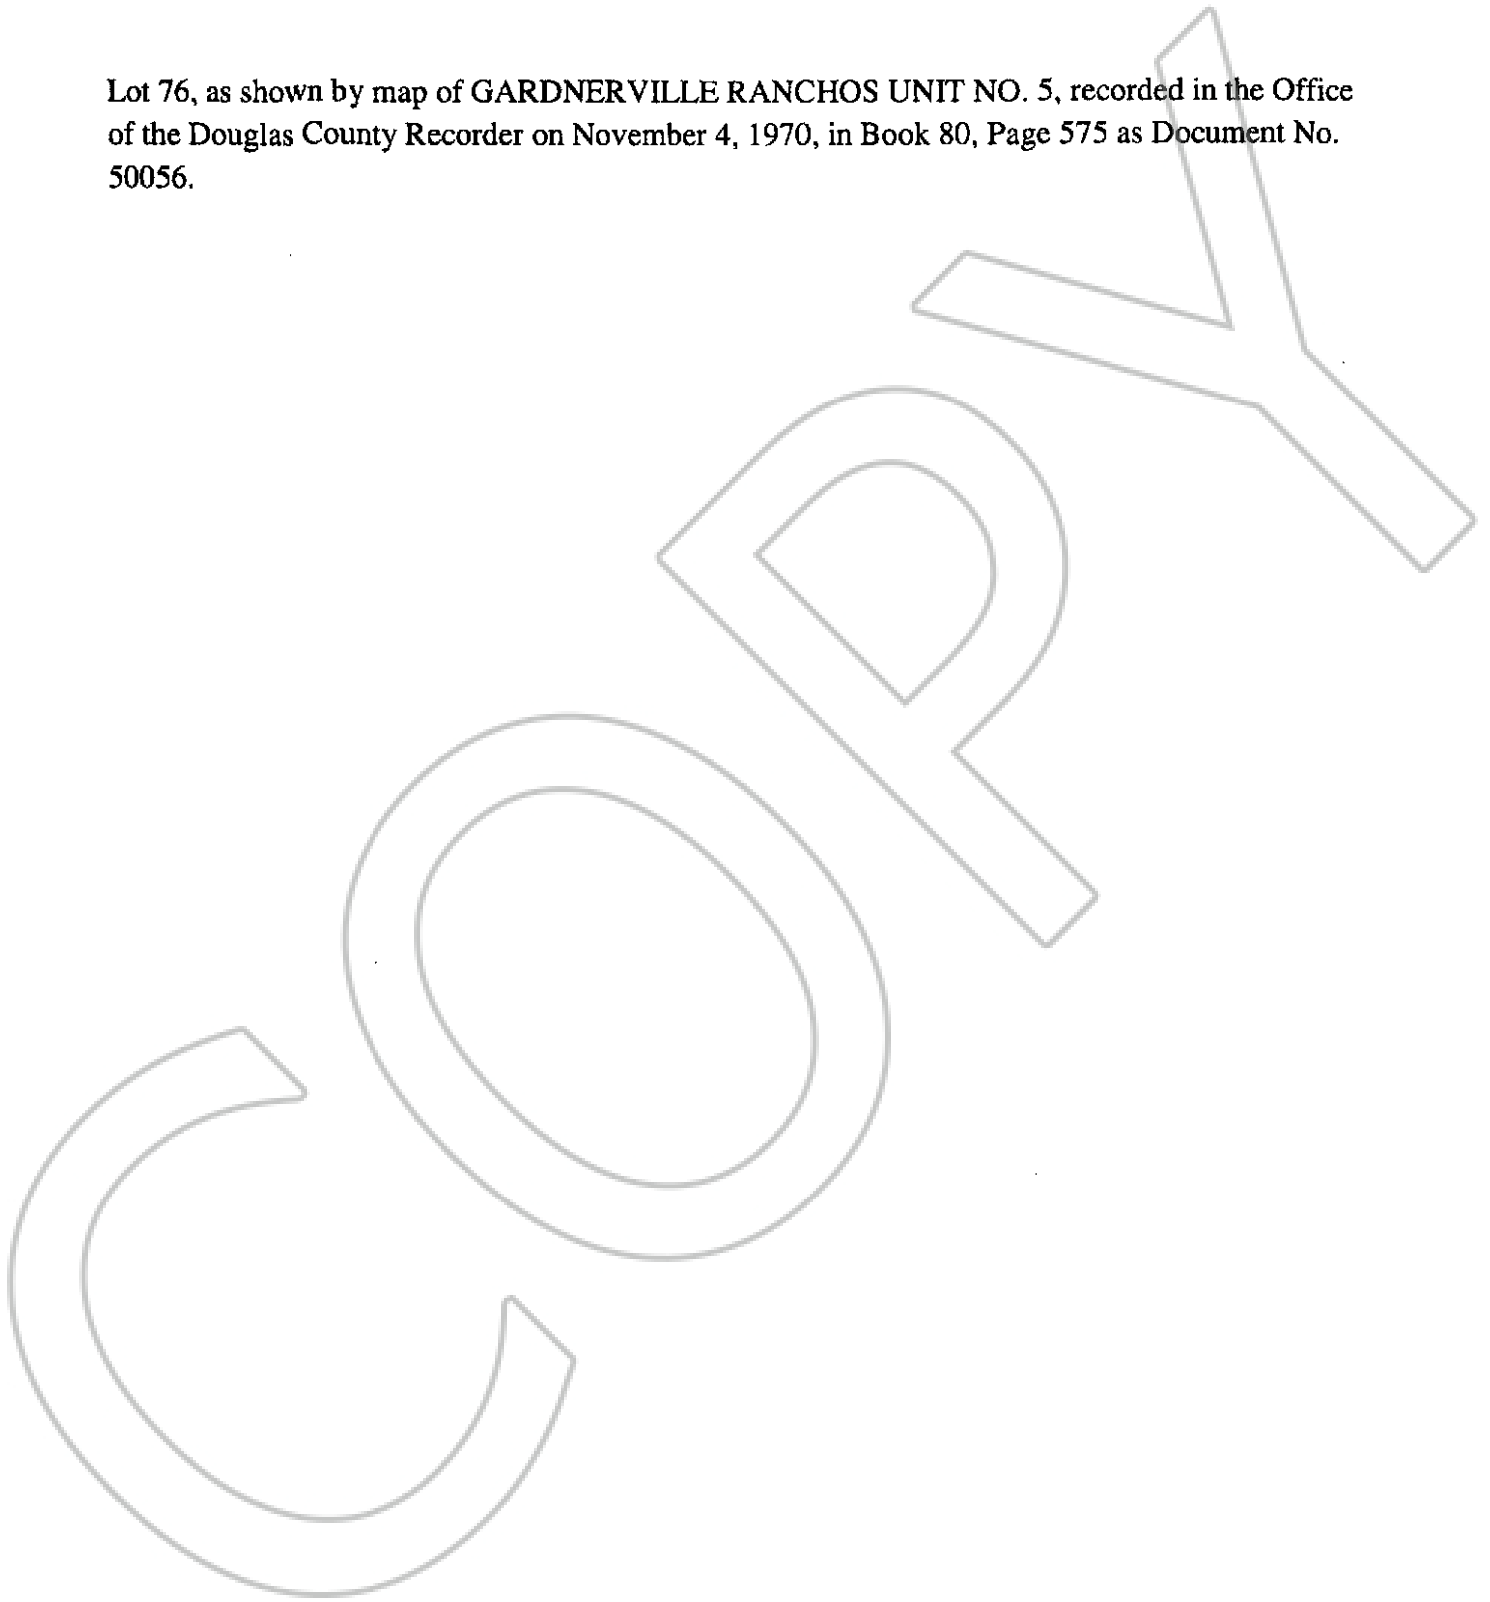 Lot 76, as shown by map of GARDNERVILLE RANCHOS UNIT NO. 5, recorded in the Office
of the Douglas County Recorder on November 4, 1970, in Book 80, Page 575 as Document No.
50056.
COPY